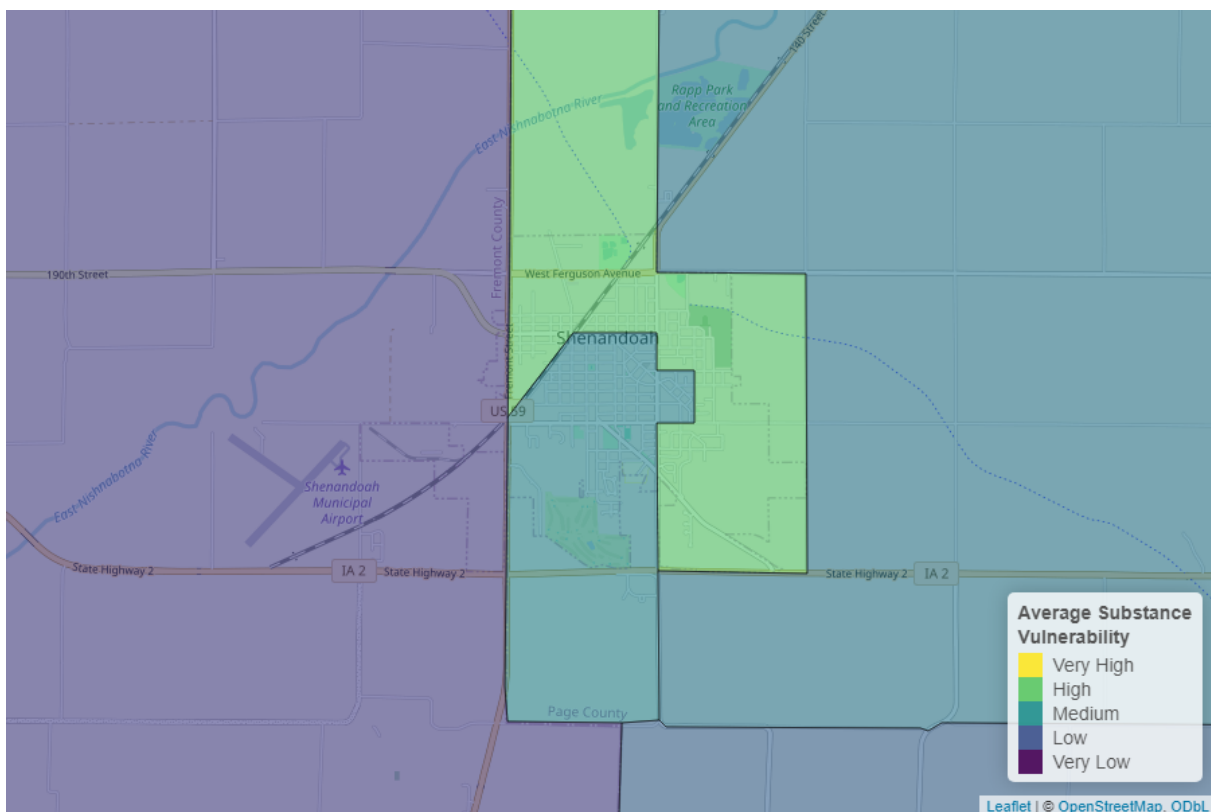 140 Street
East Nishnabotna River
Rapp Park
and Recreation
Area
Fremont County
190th Street
West Ferguson Avenue
Fremont Street
Shenandoah
US 59
East Nishnabotna River
Shenandoah
Municipal
Airport
State Highway 2
IA 2
State Highway 2
State Highway 2
IA 2
Page County
Average Substance
Vulnerability
Very High
High
Medium
Low
Very Low
Leaflet | © OpenStreetMap, ODbL